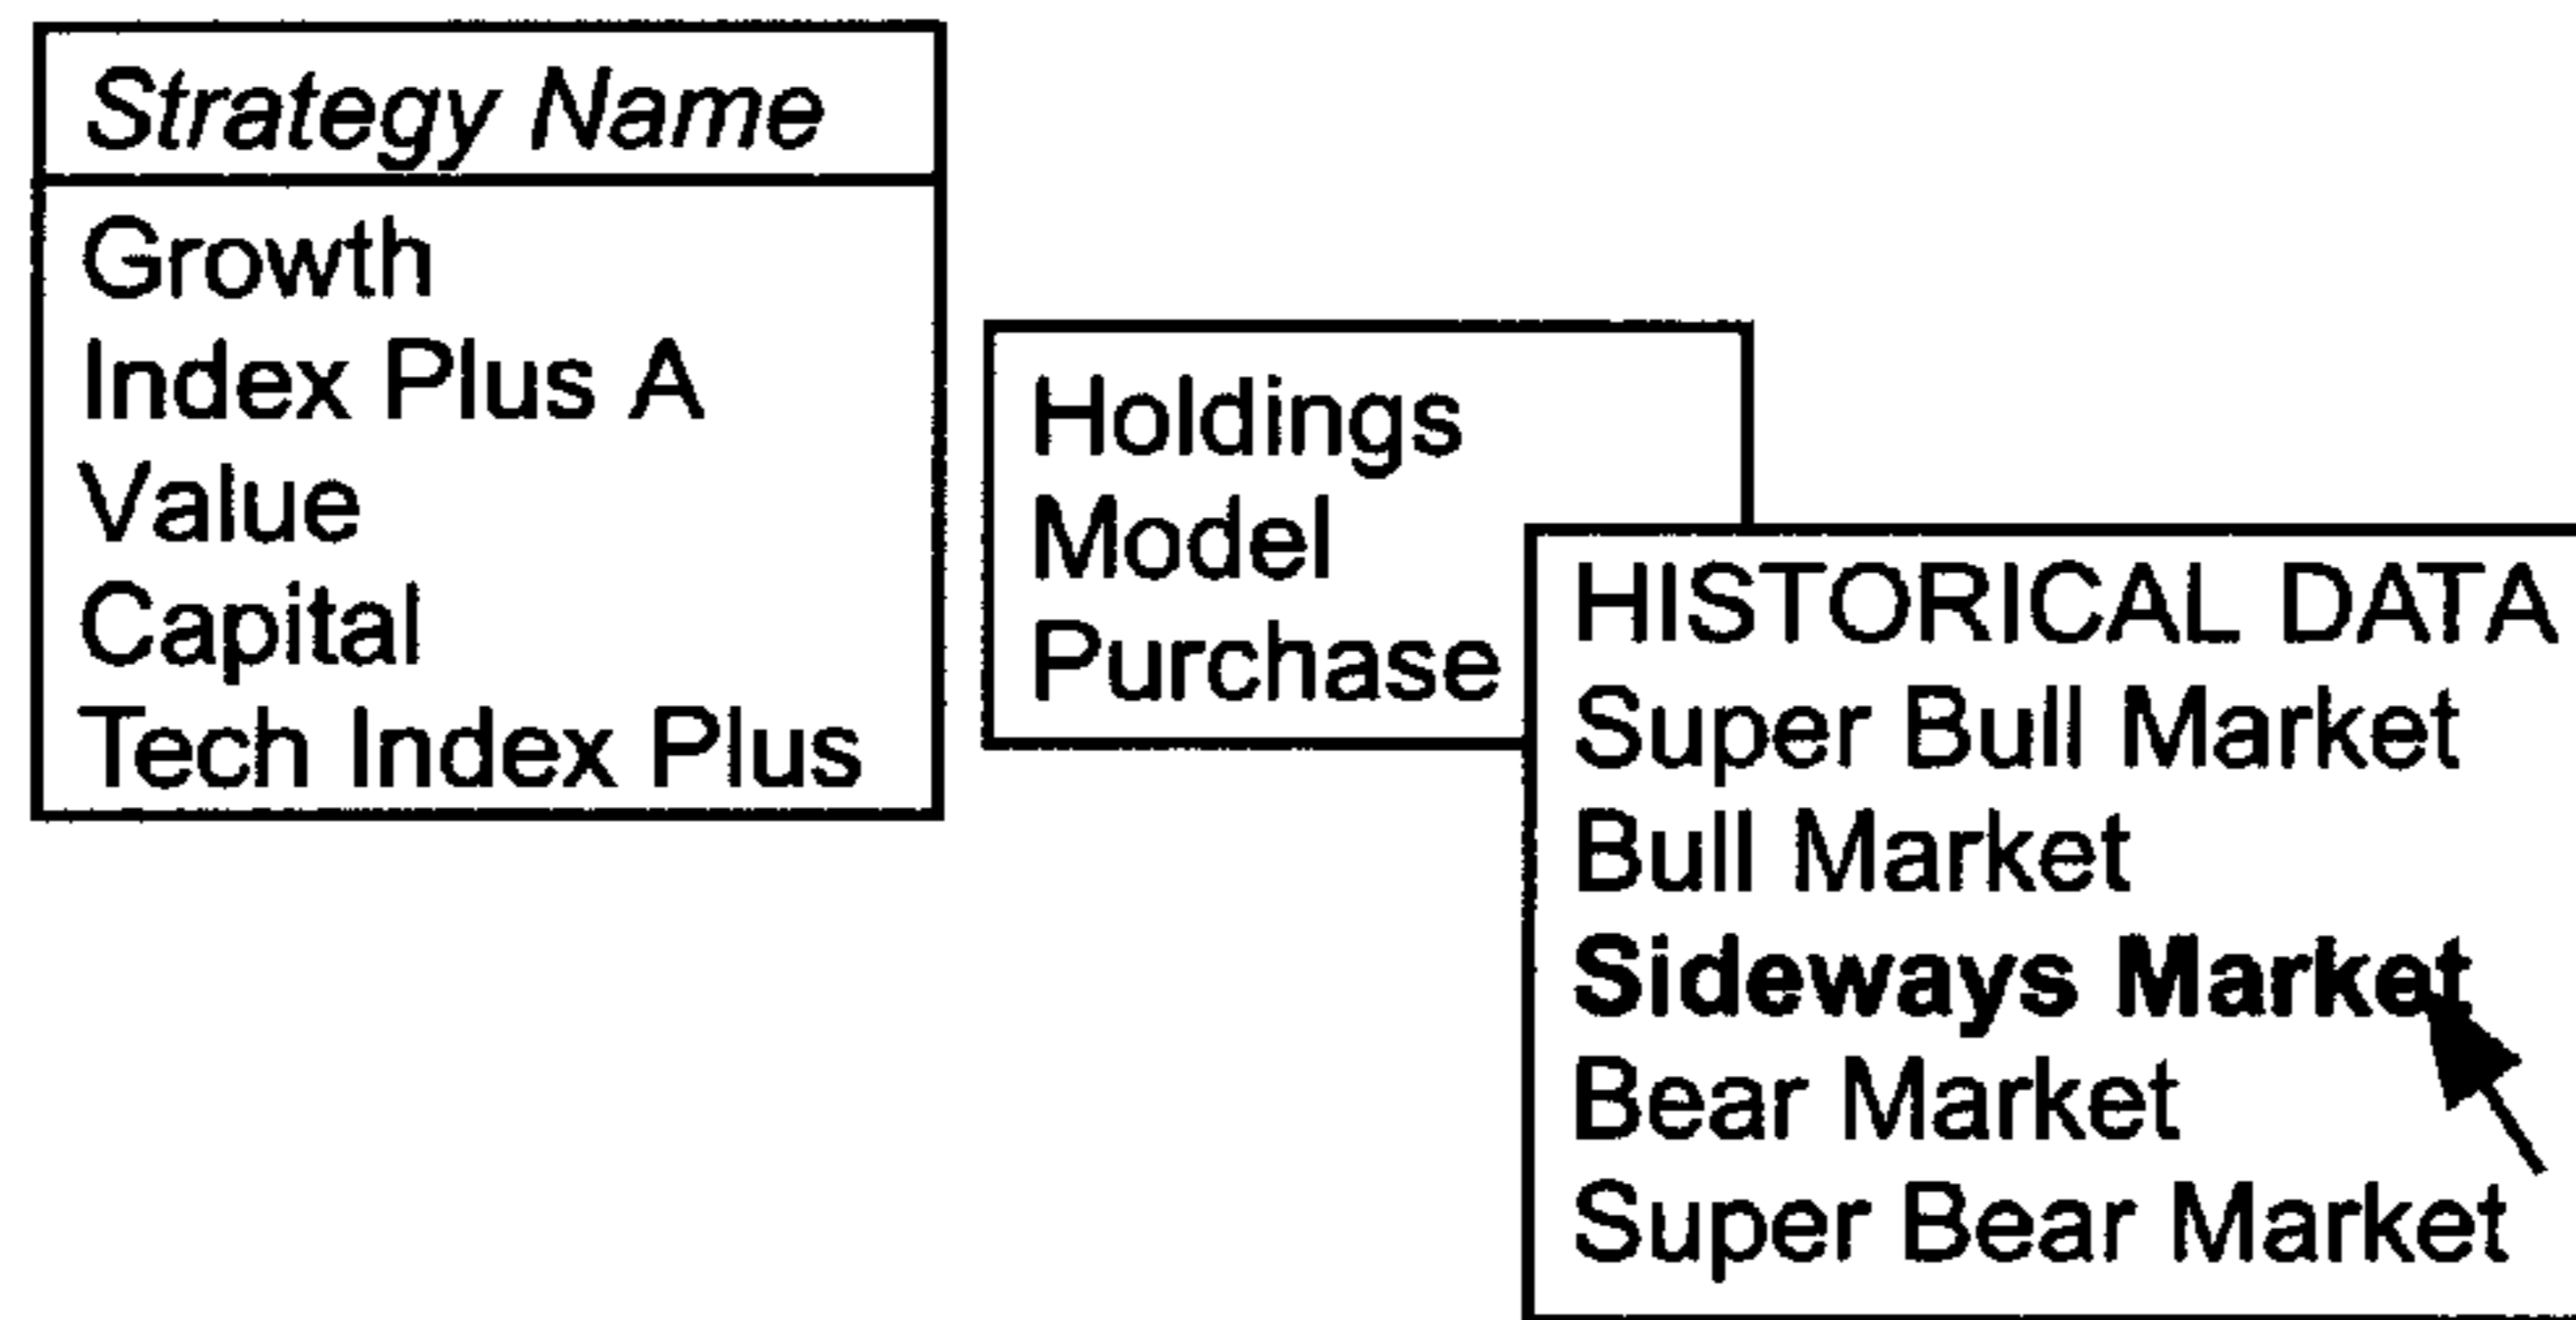 Strategy Name
Growth
Index Plus A
Value
Capital
Tech Index Plus
Holdings
Model
Purchase
HISTORICAL DATA
Super Bull Market
Bull Market
Sideways Market
Bear Market
Super Bear Market